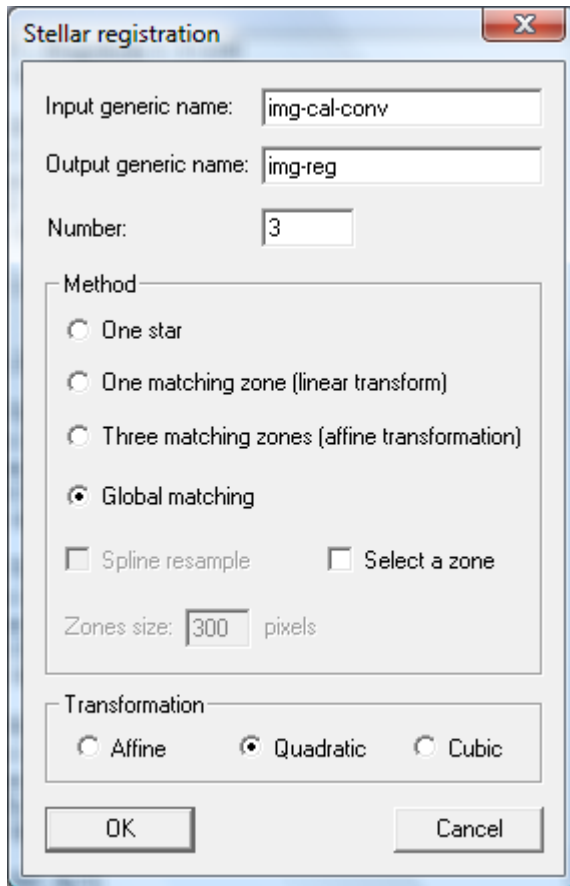 Stellar registration
Input generic name: img-cal-conv
Output generic name: img-reg
Number: 3
Method
One star
One matching zone (linear transform)
Three matching zones (affine transformation)
Global matching
Spline resample Select a zone
Zones size: 300 pixels
Transformation
Affine Quadratic Cubic
OK Cancel